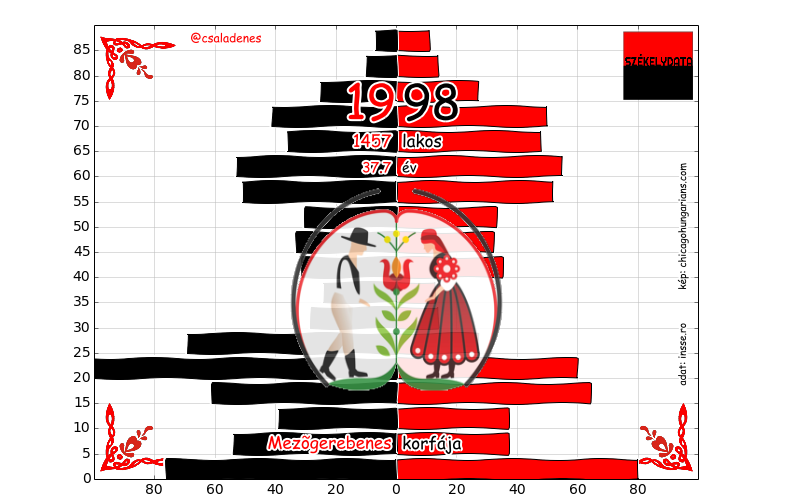 @csaladenes
SZÉKELYDATA
1998
1457 lakos
37.7 év
kép: chicagohungarians.com
adat: insse.ro
Mezõgerebenes korfája
85
80
75
70
65
60
55
50
45
40
35
30
25
20
15
10
5
0
80 60 40 20 0 20 40 60 80